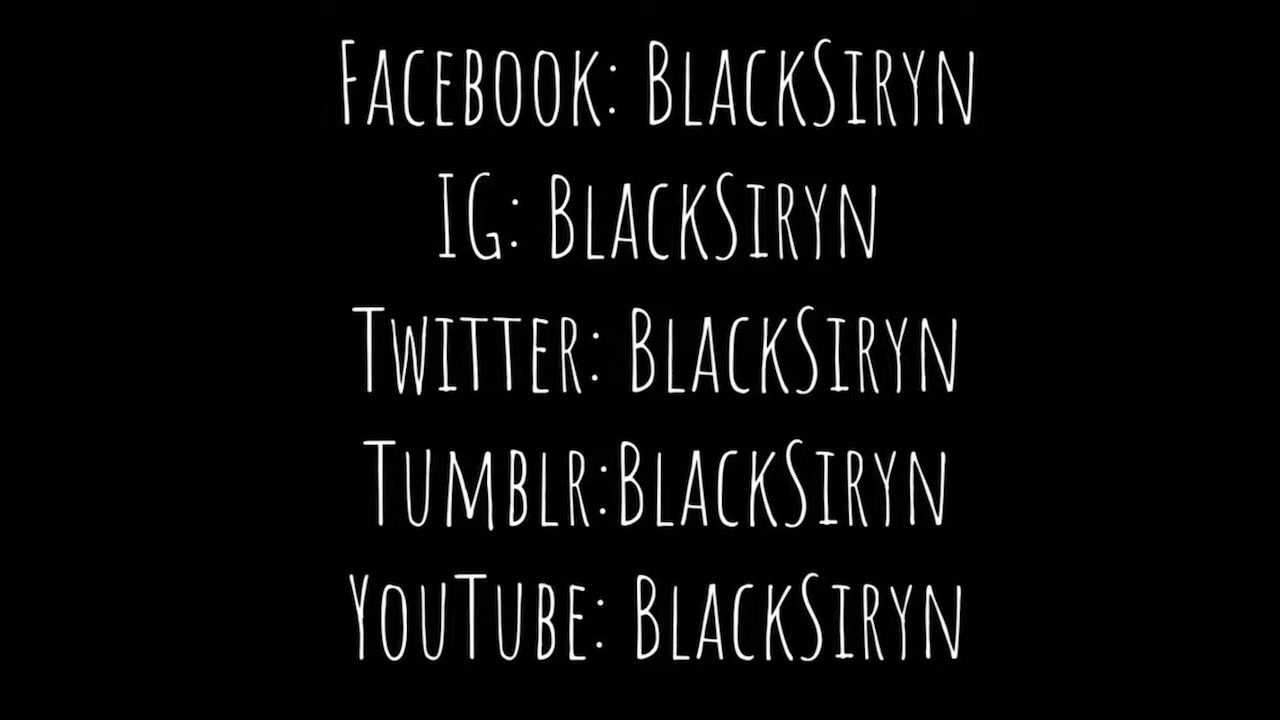 Facebook: BlackSiryn
IG: BlackSiryn
Twitter: BlackSiryn
Tumblr:BlackSiryn
YouTube: BlackSiryn